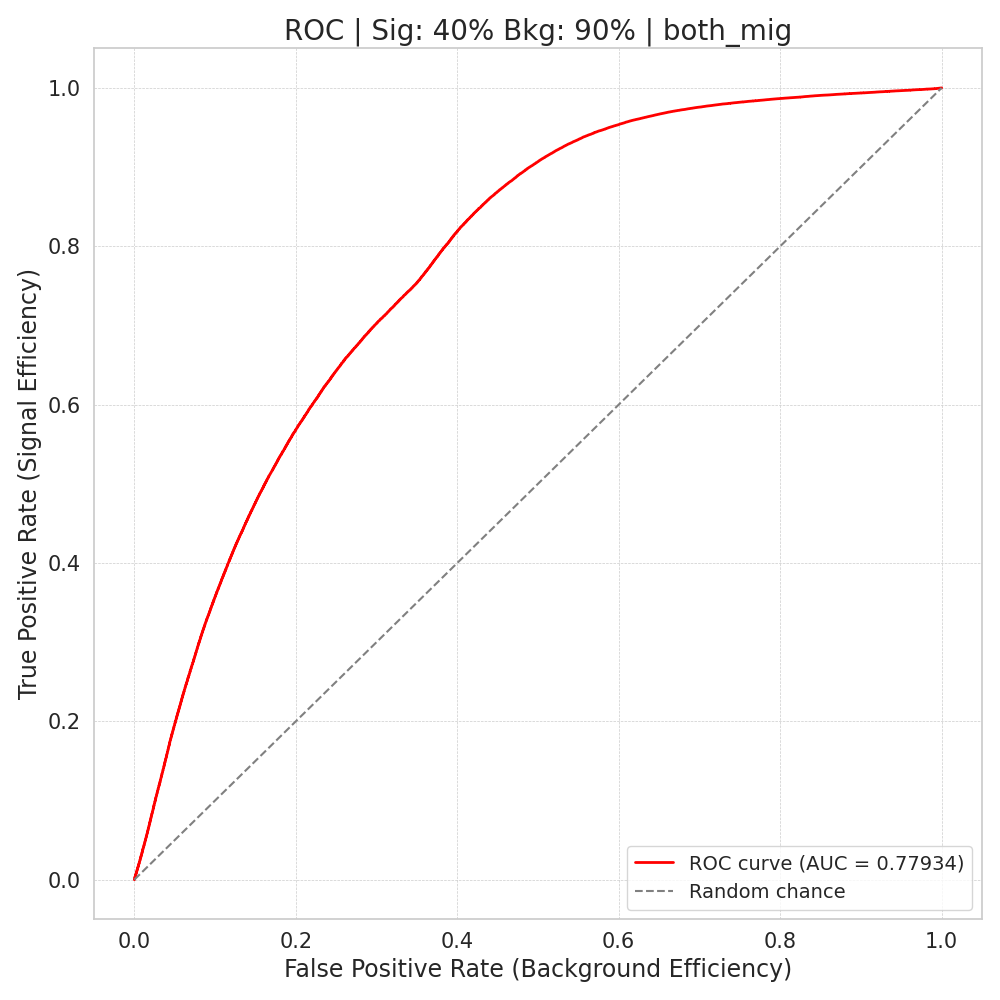 ROC | Sig: 40% Bkg: 90% | both_mig
True Positive Rate (Signal Efficiency)
1.0
0.8
0.6
0.4
0.2
0.0
ROC curve (AUC = 0.77934)
Random chance
0.0 0.2 0.4 0.6 0.8 1.0
False Positive Rate (Background Efficiency)